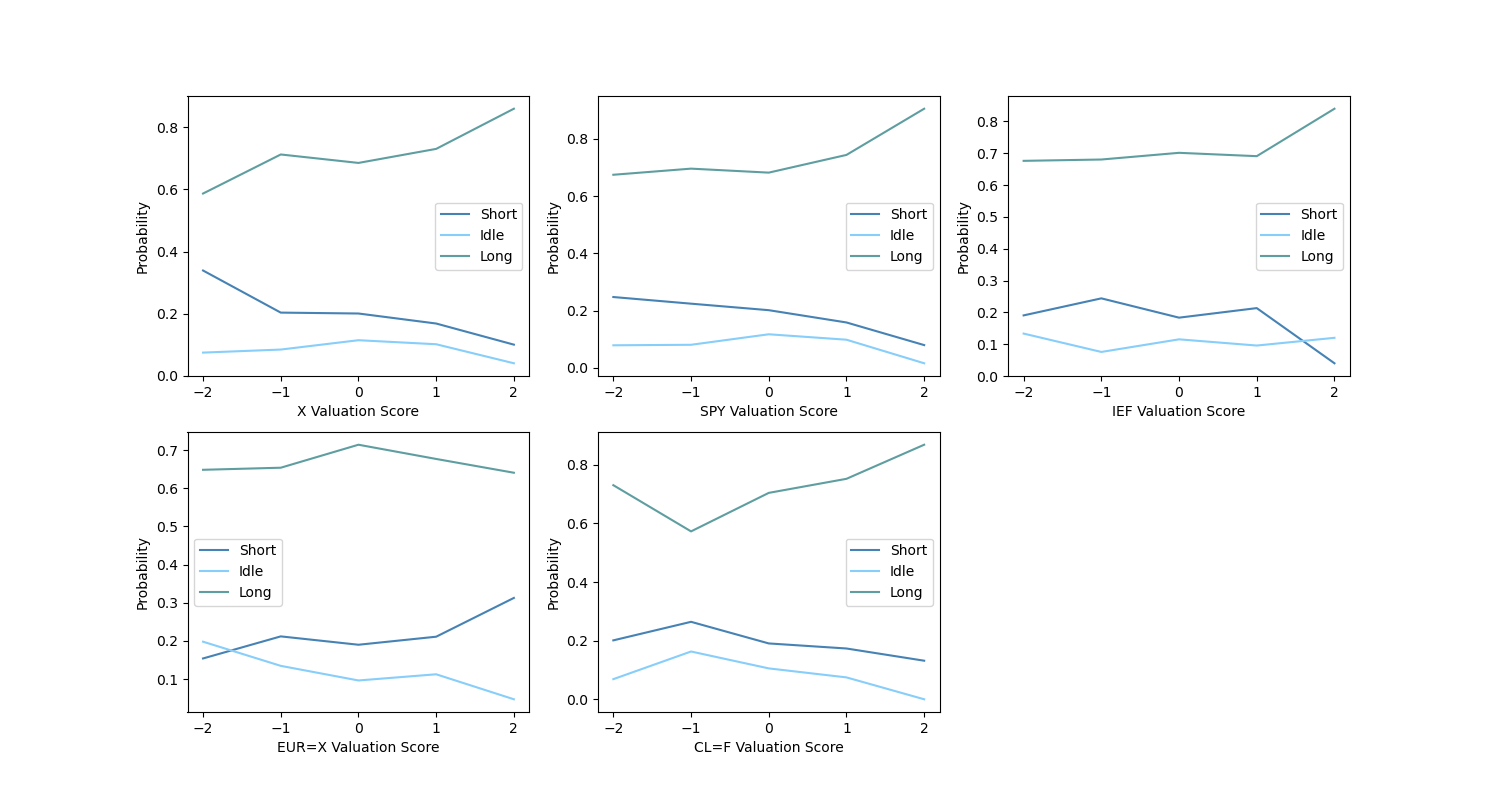 Probability
0.8
0.6
0.4
0.2
0.0
Short
Idle
Long
−2 −1 0 1 2
X Valuation Score
Probability
0.8
0.6
0.4
0.2
0.0
Short
Idle
Long
−2 −1 0 1 2
SPY Valuation Score
Probability
0.8
0.7
0.6
0.5
0.4
0.3
0.2
0.1
0.0
Short
Idle
Long
−2 −1 0 1 2
IEF Valuation Score
Probability
0.7
0.6
0.5
0.4
0.3
0.2
0.1
Short
Idle
Long
−2 −1 0 1 2
EUR=X Valuation Score
Probability
0.8
0.6
0.4
0.2
0.0
Short
Idle
Long
−2 −1 0 1 2
CL=F Valuation Score